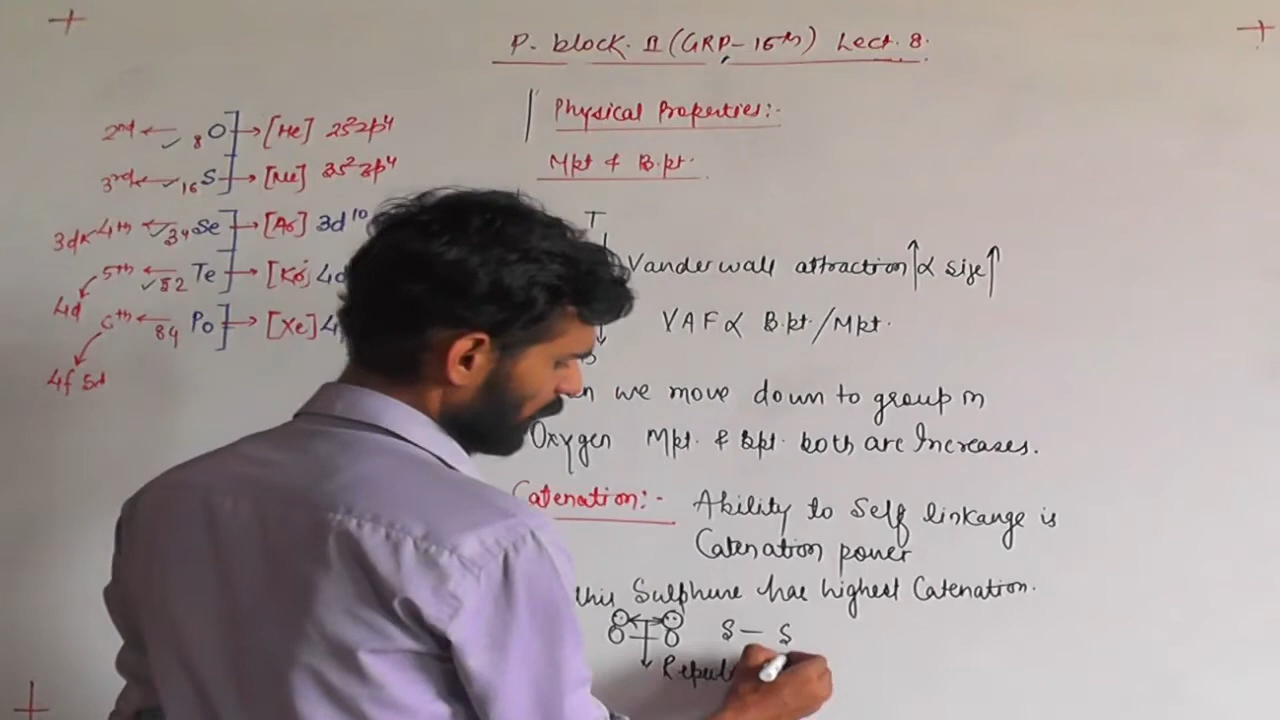 P. block. II (GRP-16th) Lect. 8.
2nd ← 8O → [He] 2s² 2p⁴
3rd ← 16S → [Ne] 3s² 3p⁴
3d 4th ← 34Se → [Ar] 3d¹⁰
5th ← 52Te → [Kr] 4d
4d
6th ← 84Po → [Xe] 4
4f 5d
Physical Properties:-
Mpt & B.pt.
T
Vanderwall attraction ↑ ∝ size ↑
VAF ∝ B.pt./Mpt.
B
we move down to group in
Oxygen Mpt. & Bpt. both are Increases.
Catenation:- Ability to Self linkange is
Catenation power
this Sulphure has highest Catenation.
O — O S — S
Repul